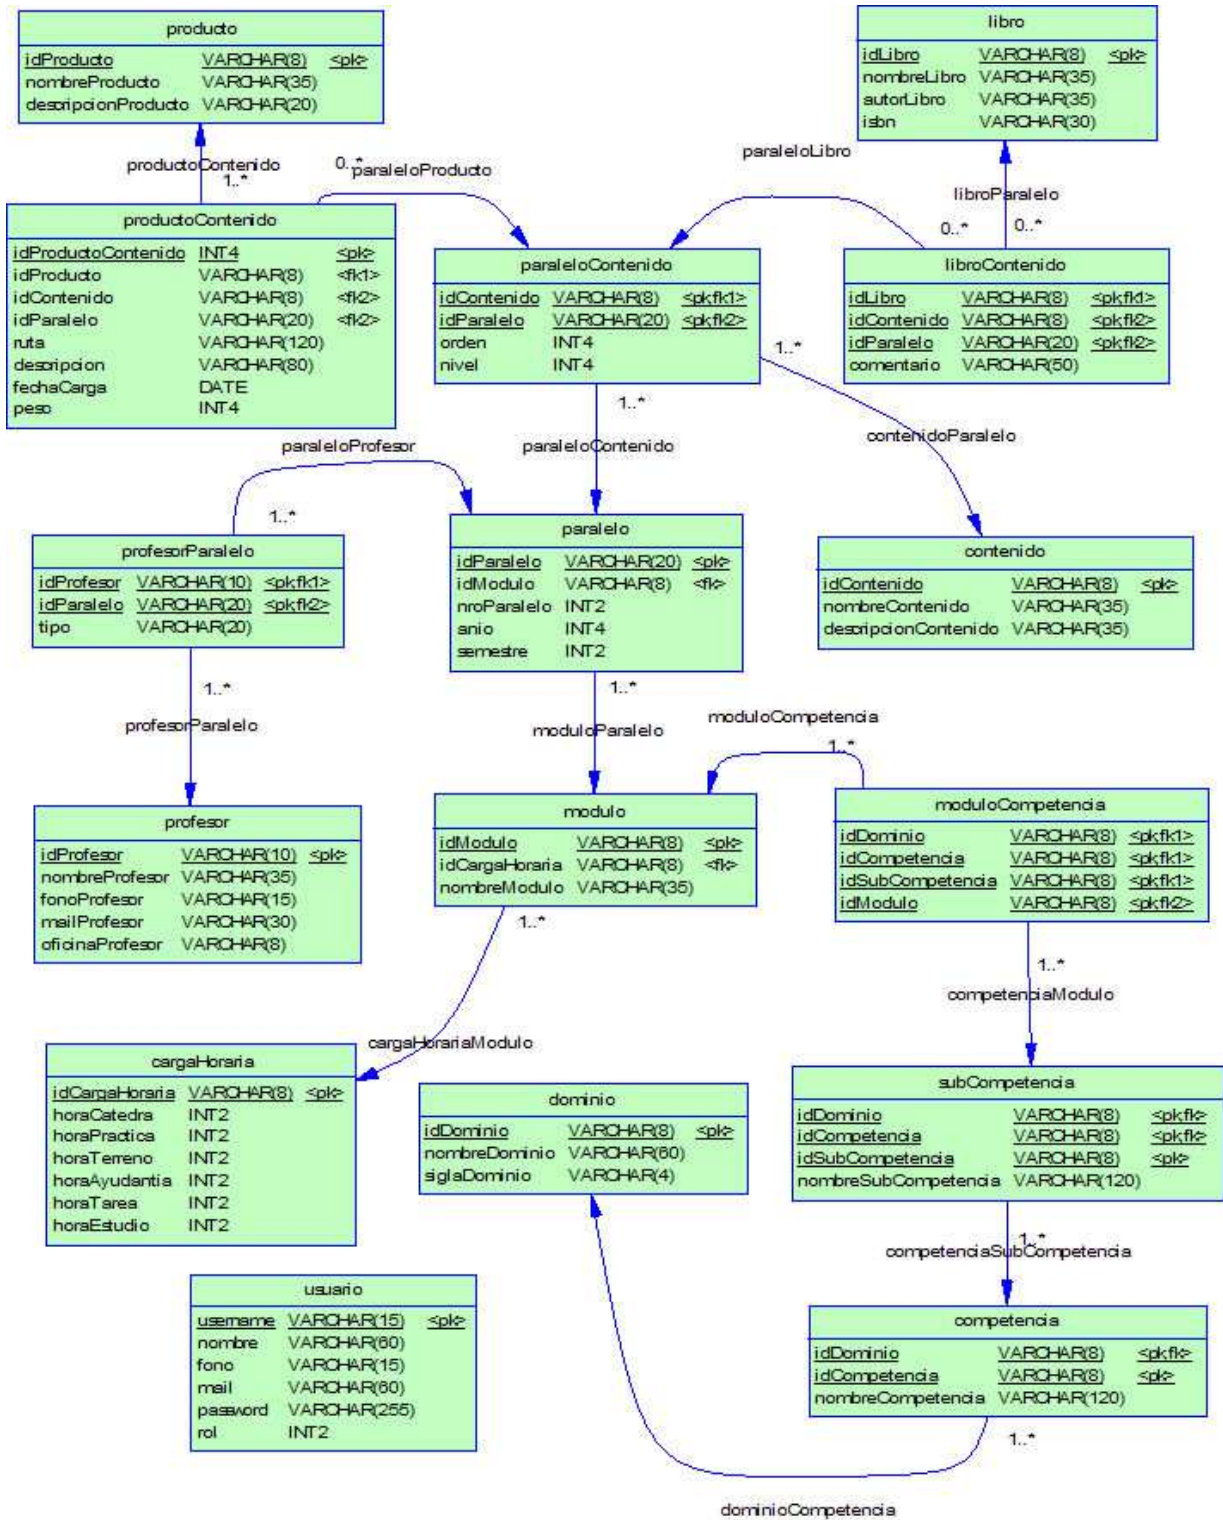 producto
idProducto VARCHAR(8) <pk>
nombreProducto VARCHAR(35)
descripcionProducto VARCHAR(20)
libro
idLibro VARCHAR(8) <pk>
nombreLibro VARCHAR(35)
autorLibro VARCHAR(35)
isbn VARCHAR(30)
productoContenido
1..*
0..*
paraleloProducto
paraleloLibro
libroParalelo
0..*
0..*
productoContenido
idProductoContenido INT4 <pk>
idProducto VARCHAR(8) <fk1>
idContenido VARCHAR(8) <fk2>
idParalelo VARCHAR(20) <fk2>
ruta VARCHAR(120)
descripcion VARCHAR(80)
fechaCarga DATE
peso INT4
paraleloContenido
idContenido VARCHAR(8) <pk,fk1>
idParalelo VARCHAR(20) <pk,fk2>
orden INT4
nivel INT4
libroContenido
idLibro VARCHAR(8) <pk,fk1>
idContenido VARCHAR(8) <pk,fk2>
idParalelo VARCHAR(20) <pk,fk2>
comentario VARCHAR(50)
1..*
1..*
paraleloProfesor
paraleloContenido
contenidoParalelo
1..*
profesorParalelo
idProfesor VARCHAR(10) <pk,fk1>
idParalelo VARCHAR(20) <pk,fk2>
tipo VARCHAR(20)
paralelo
idParalelo VARCHAR(20) <pk>
idModulo VARCHAR(8) <fk>
nroParalelo INT2
anio INT4
semestre INT2
contenido
idContenido VARCHAR(8) <pk>
nombreContenido VARCHAR(35)
descripcionContenido VARCHAR(35)
1..*
profesorParalelo
1..*
moduloParalelo
moduloCompetencia
1..*
profesor
idProfesor VARCHAR(10) <pk>
nombreProfesor VARCHAR(35)
fonoProfesor VARCHAR(15)
mailProfesor VARCHAR(30)
oficinaProfesor VARCHAR(8)
modulo
idModulo VARCHAR(8) <pk>
idCargaHoraria VARCHAR(8) <fk>
nombreModulo VARCHAR(35)
moduloCompetencia
idDominio VARCHAR(8) <pk,fk1>
idCompetencia VARCHAR(8) <pk,fk1>
idSubCompetencia VARCHAR(8) <pk,fk1>
idModulo VARCHAR(8) <pk,fk2>
1..*
1..*
competenciaModulo
cargaHorariaModulo
cargaHoraria
idCargaHoraria VARCHAR(8) <pk>
horaCatedra INT2
horaPractica INT2
horaTerreno INT2
horaAyudantia INT2
horaTarea INT2
horaEstudio INT2
dominio
idDominio VARCHAR(8) <pk>
nombreDominio VARCHAR(60)
siglaDominio VARCHAR(4)
subCompetencia
idDominio VARCHAR(8) <pk,fk>
idCompetencia VARCHAR(8) <pk,fk>
idSubCompetencia VARCHAR(8) <pk>
nombreSubCompetencia VARCHAR(120)
1..*
competenciaSubCompetencia
usuario
username VARCHAR(15) <pk>
nombre VARCHAR(60)
fono VARCHAR(15)
mail VARCHAR(60)
password VARCHAR(255)
rol INT2
competencia
idDominio VARCHAR(8) <pk,fk>
idCompetencia VARCHAR(8) <pk>
nombreCompetencia VARCHAR(120)
1..*
dominioCompetencia